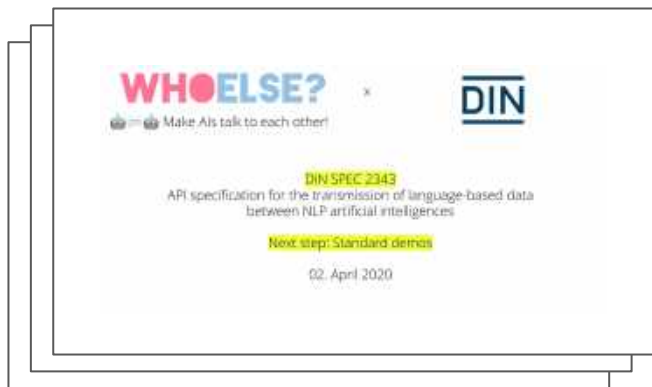 WHOELSE? x DIN
🤖=🤖 Make AIs talk to each other!
DIN SPEC 2343
API specification for the transmission of language-based data
between NLP artificial intelligences
Next step: Standard demos
02. April 2020